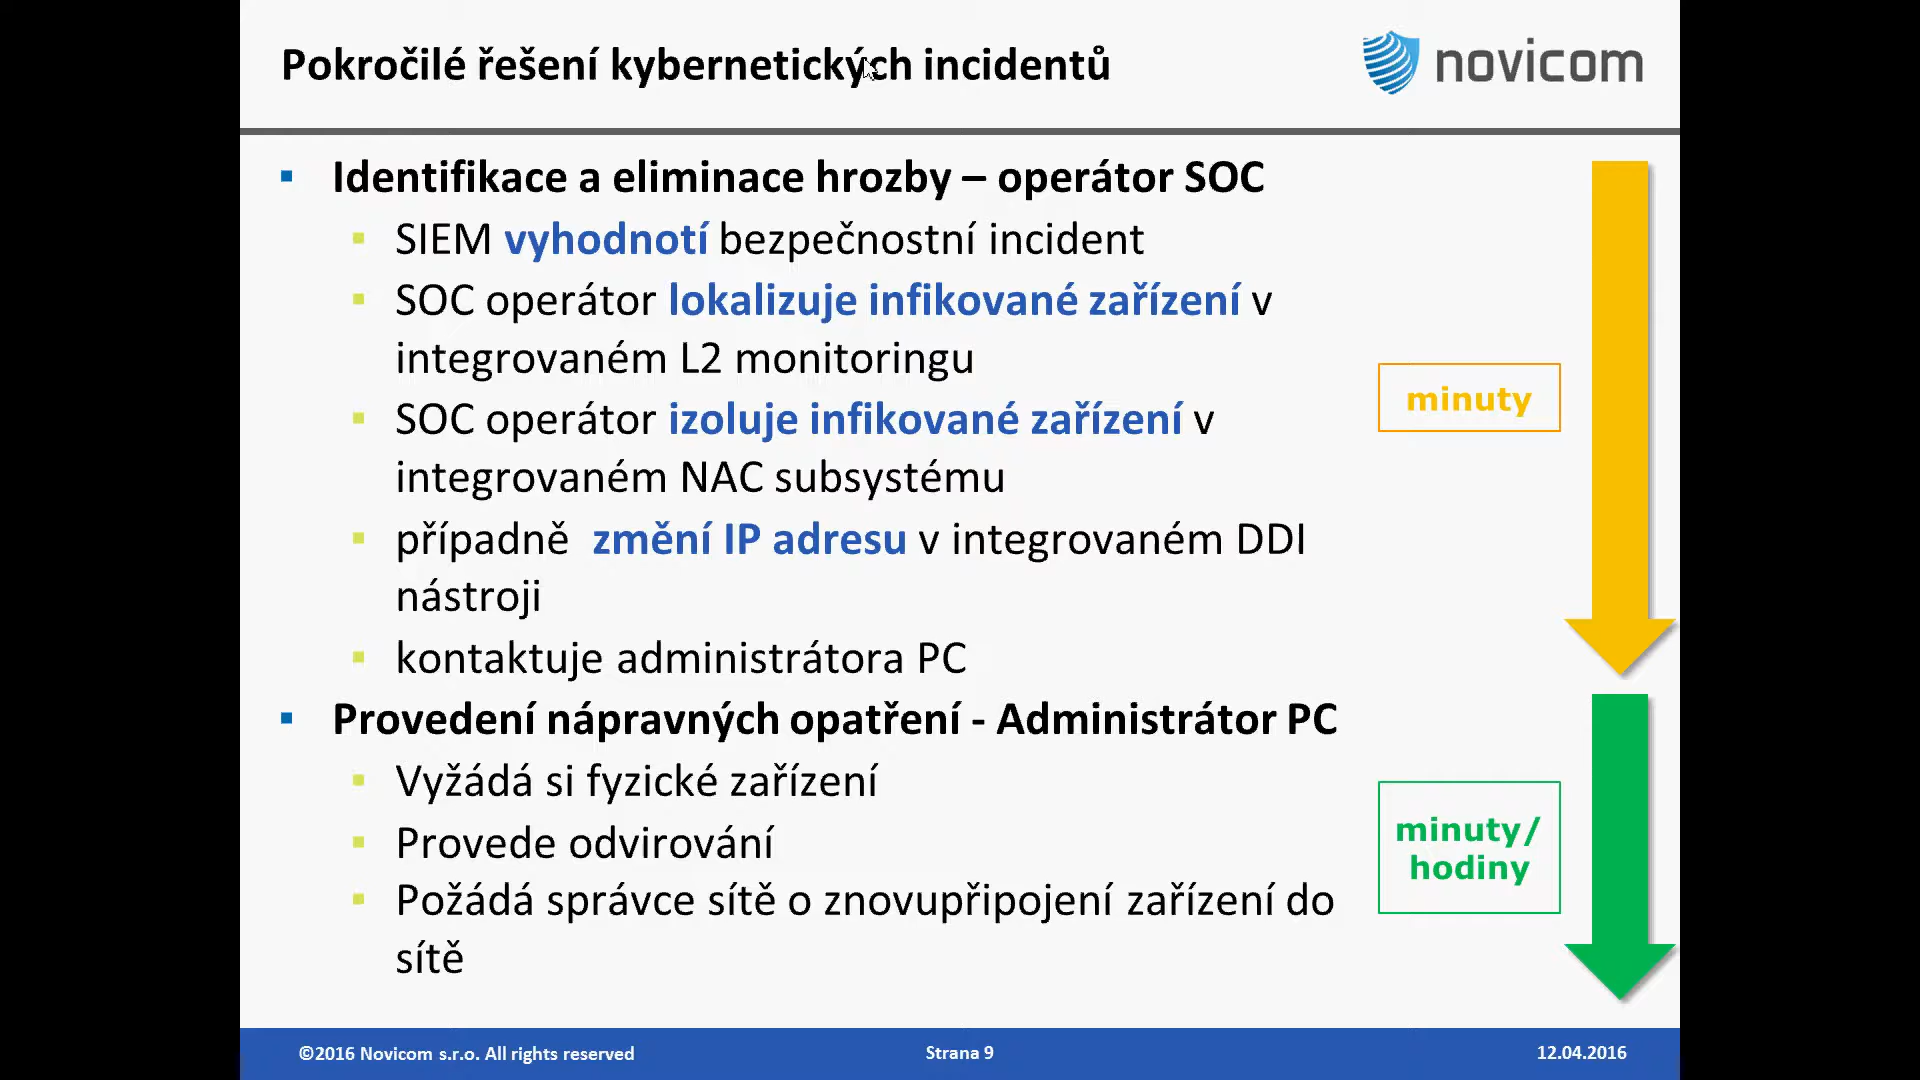 Pokročilé řešení kybernetických incidentů
novicom
Identifikace a eliminace hrozby – operátor SOC
SIEM vyhodnotí bezpečnostní incident
SOC operátor lokalizuje infikované zařízení v
integrovaném L2 monitoringu
SOC operátor izoluje infikované zařízení v
integrovaném NAC subsystému
případně  změní IP adresu v integrovaném DDI
nástroji
kontaktuje administrátora PC
minuty
Provedení nápravných opatření - Administrátor PC
Vyžádá si fyzické zařízení
Provede odvirování
Požádá správce sítě o znovupřipojení zařízení do
sítě
minuty/
hodiny
©2016 Novicom s.r.o. All rights reserved
Strana 9
12.04.2016